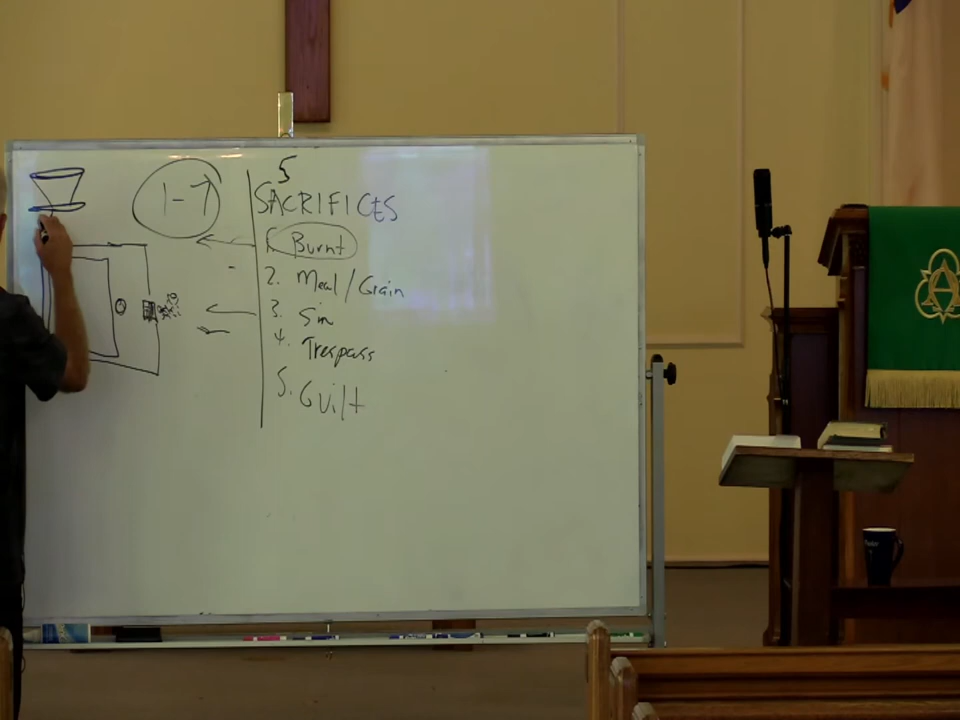 1-7
5
SACRIFICES
1. Burnt
2. Meal/Grain
3. Sin
4. Trespass
5. Guilt